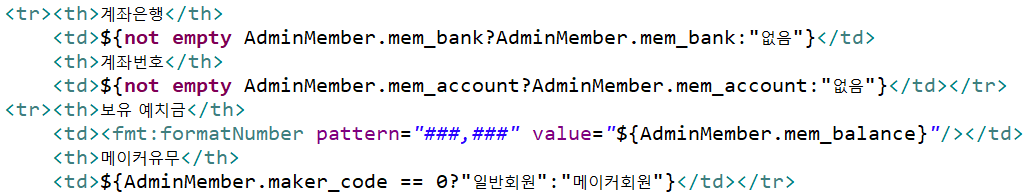 <tr><th>계좌은행</th>
<td>${not empty AdminMember.mem_bank?AdminMember.mem_bank:"없음"}</td>
<th>계좌번호</th>
<td>${not empty AdminMember.mem_account?AdminMember.mem_account:"없음"}</td></tr>
<tr><th>보유 예치금</th>
<td><fmt:formatNumber pattern="###,###" value="${AdminMember.mem_balance}"/></td>
<th>메이커유무</th>
<td>${AdminMember.maker_code == 0?"일반회원":"메이커회원"}</td></tr>